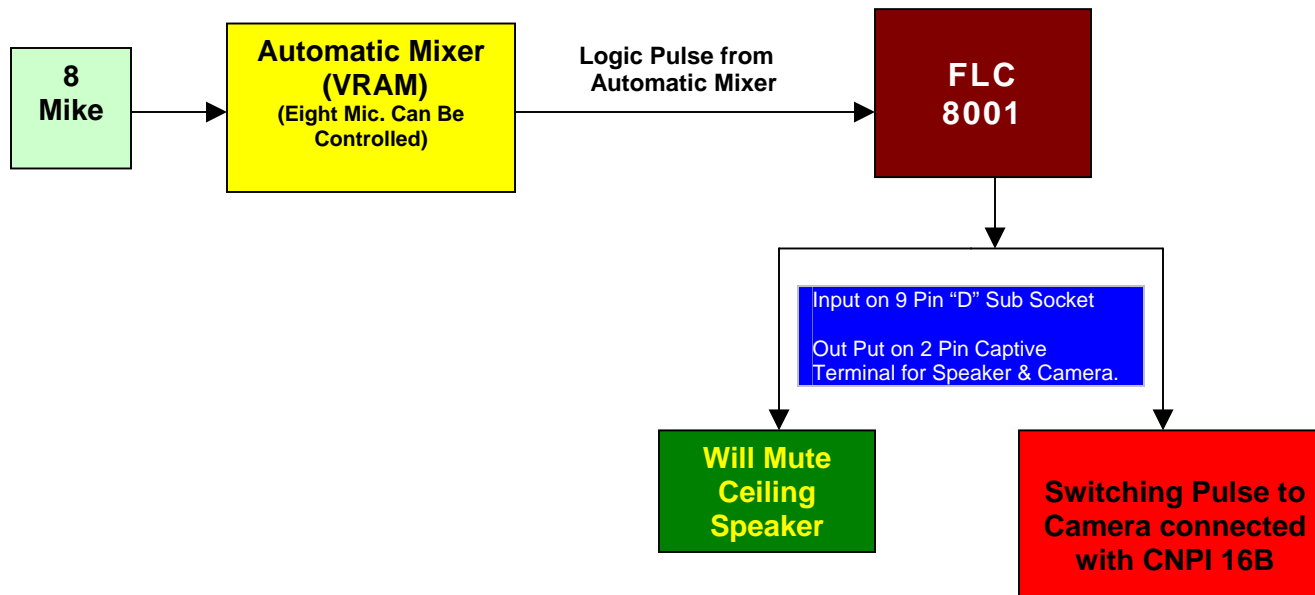 8
Mike
Automatic Mixer
(VRAM)
(Eight Mic. Can Be
Controlled)
Logic Pulse from
Automatic Mixer
FLC
8001
Input on 9 Pin “D” Sub Socket
Out Put on 2 Pin Captive
Terminal for Speaker & Camera.
Will Mute
Ceiling
Speaker
Switching Pulse to
Camera connected
with CNPI 16B